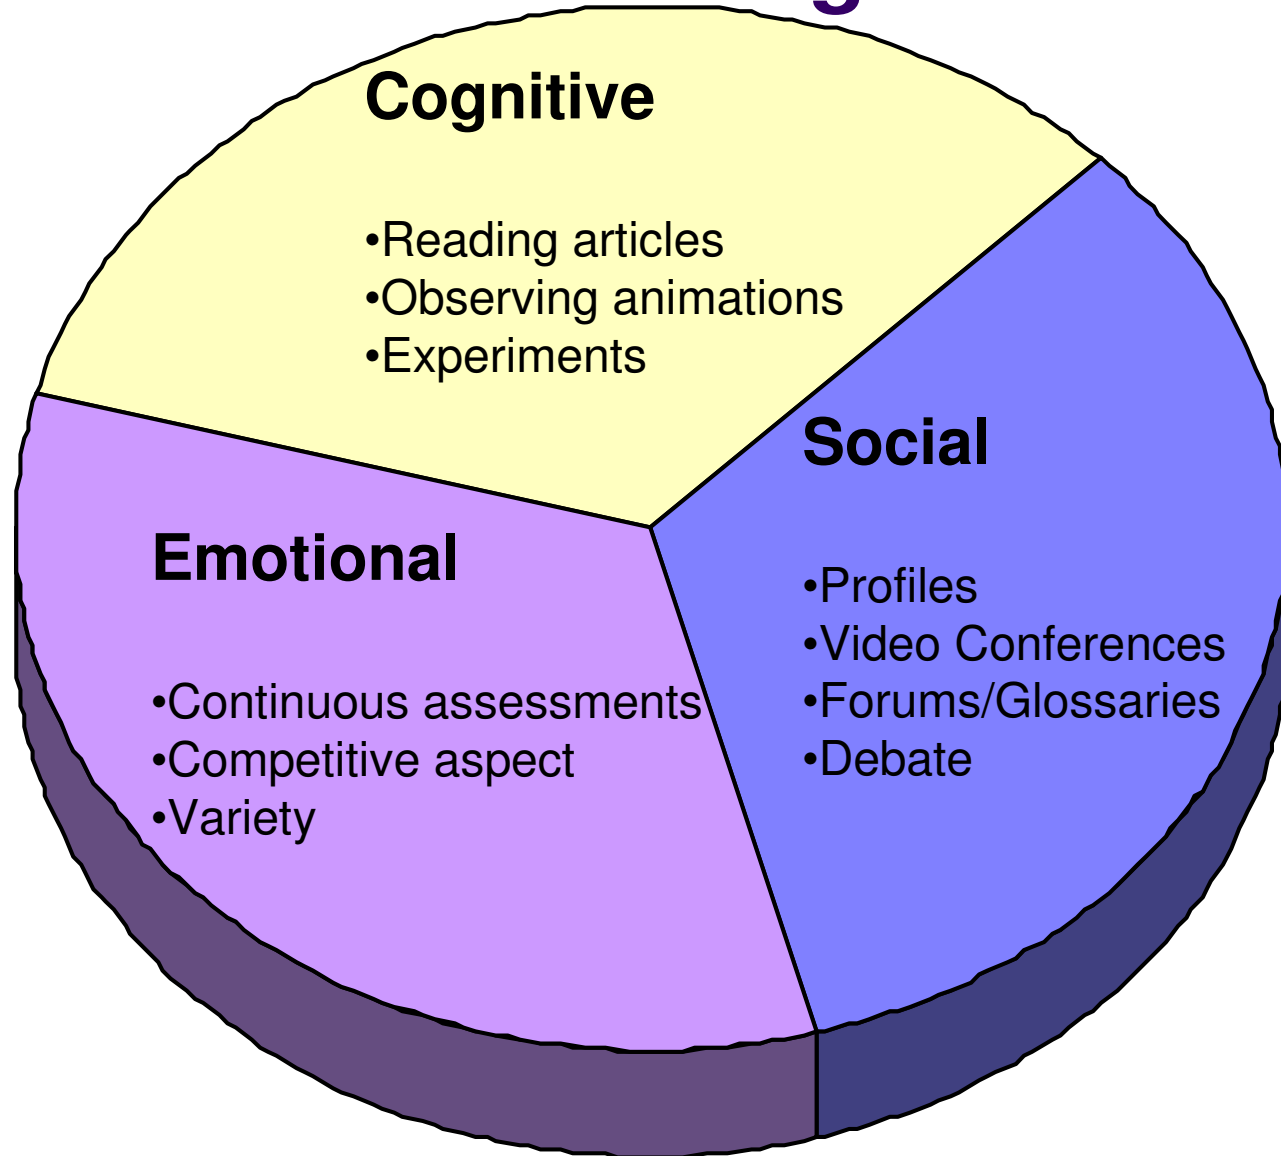 Cognitive
•Reading articles
•Observing animations
•Experiments
Social
•Profiles
•Video Conferences
•Forums/Glossaries
•Debate
Emotional
•Continuous assessments
•Competitive aspect
•Variety